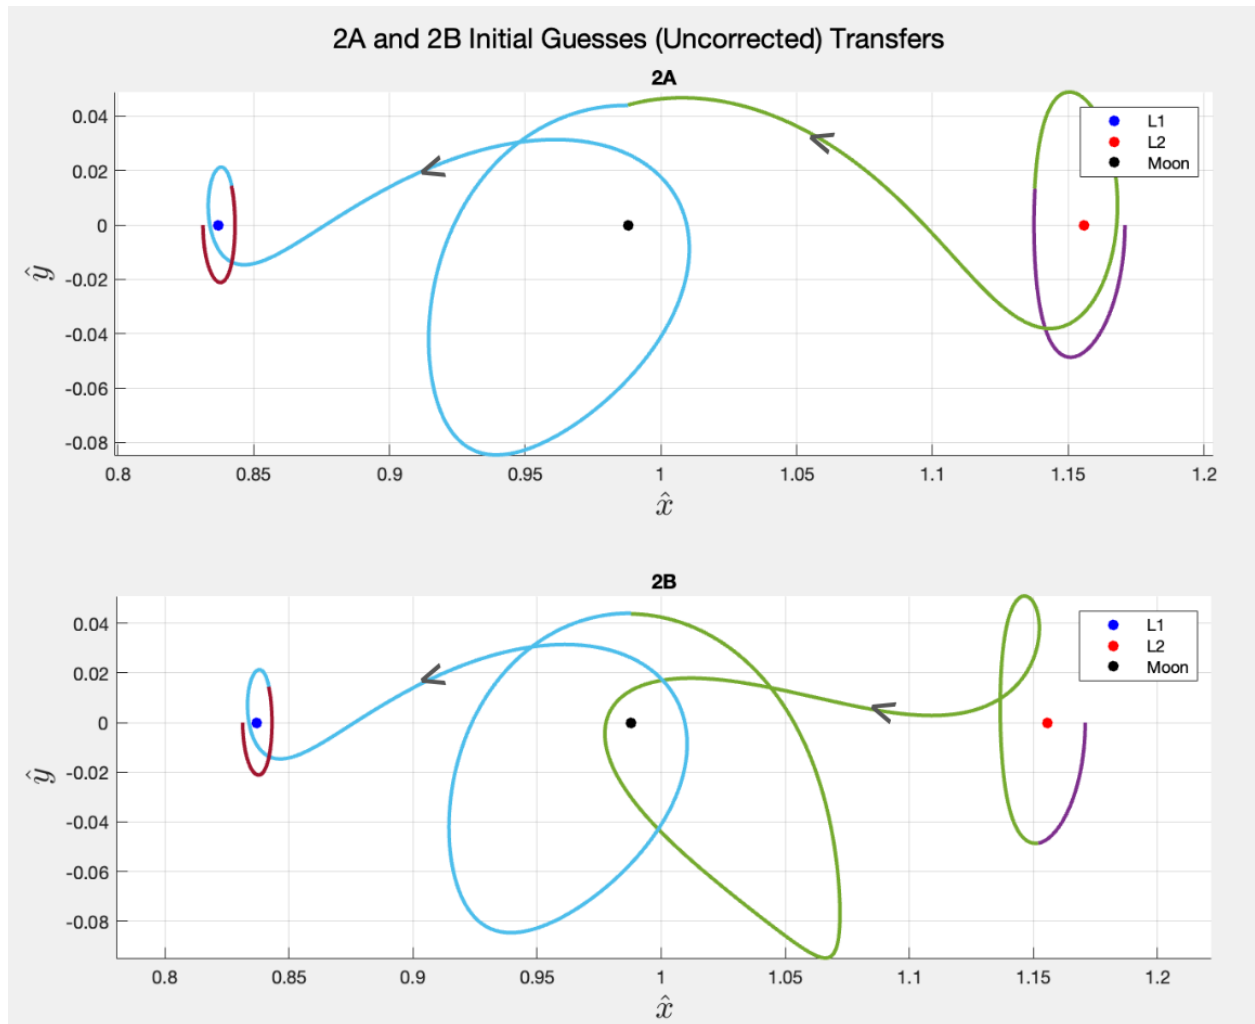 2A and 2B Initial Guesses (Uncorrected) Transfers
2A
0.04
0.02
0
-0.02
-0.04
-0.06
-0.08
ŷ
0.8 0.85 0.9 0.95 1 1.05 1.1 1.15 1.2
x̂
L1
L2
Moon
2B
0.04
0.02
0
-0.02
-0.04
-0.06
-0.08
ŷ
0.8 0.85 0.9 0.95 1 1.05 1.1 1.15 1.2
x̂
L1
L2
Moon